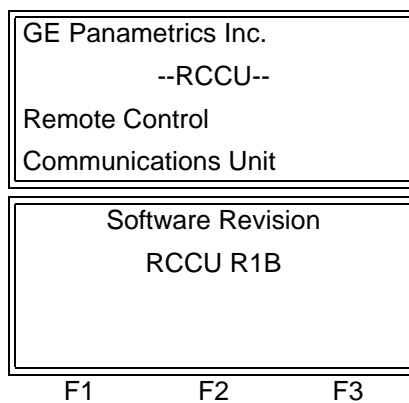 GE Panametrics Inc.
--RCCU--
Remote Control
Communications Unit
Software Revision
RCCU R1B
F1 F2 F3